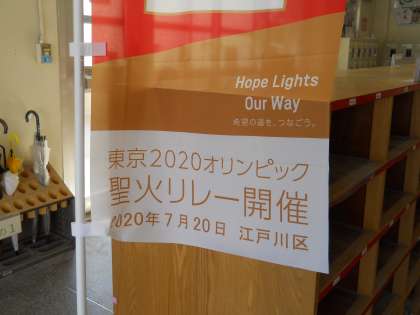 Hope Lights
Our Way
希望の道を、つなごう。
東京2020オリンピック
聖火リレー開催
2020年7月20日 江戸川区